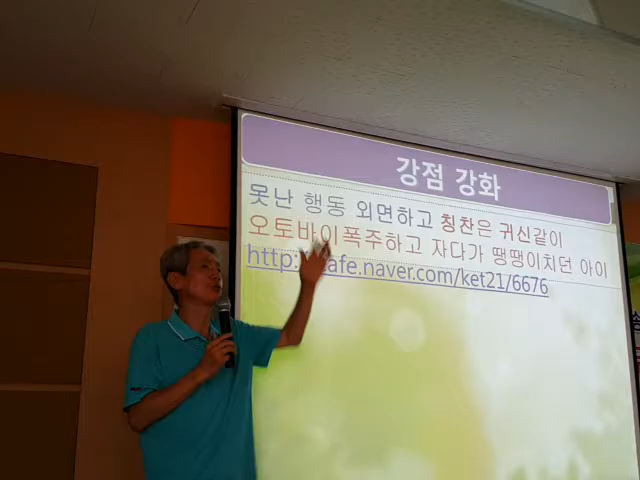 강점 강화
못난 행동 외면하고 칭찬은 귀신같이
오토바이폭주하고 자다가 땡땡이치던 아이
cafe.naver.com/ket21/6676